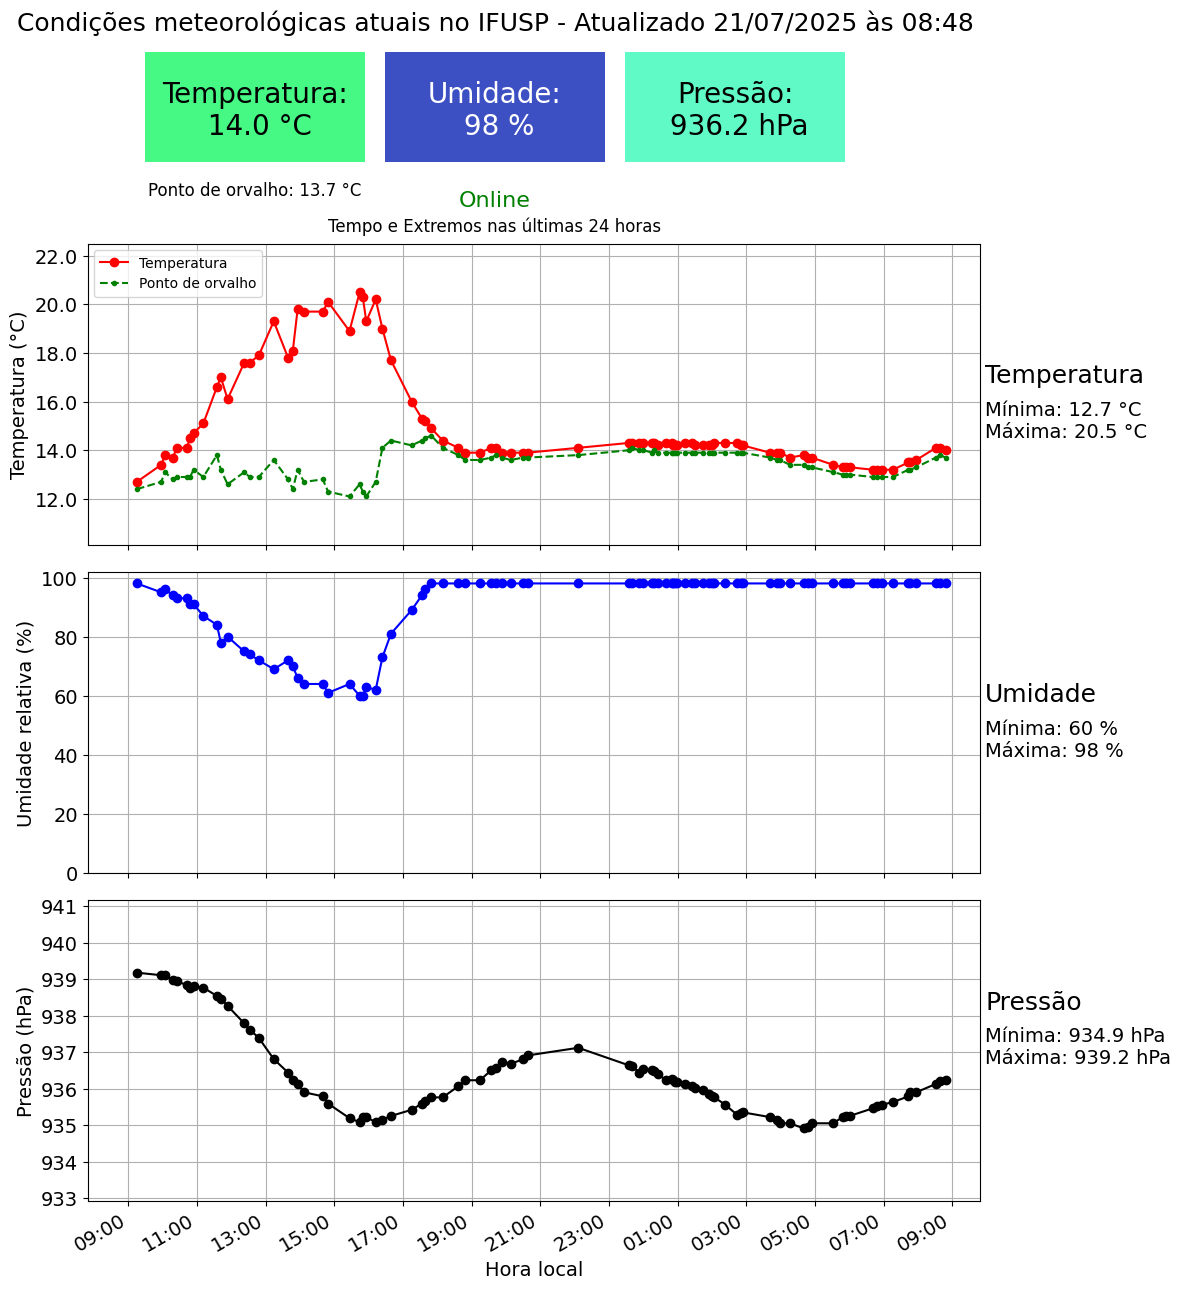 Condições meteorológicas atuais no IFUSP - Atualizado 21/07/2025 às 08:48
Temperatura:
14.0 °C
Umidade:
98 %
Pressão:
936.2 hPa
Ponto de orvalho: 13.7 °C
Online
Tempo e Extremos nas últimas 24 horas
Temperatura (°C)
22.0
20.0
18.0
16.0
14.0
12.0
Temperatura
Ponto de orvalho
Temperatura
Mínima: 12.7 °C
Máxima: 20.5 °C
Umidade relativa (%)
100
80
60
40
20
0
Umidade
Mínima: 60 %
Máxima: 98 %
Pressão (hPa)
941
940
939
938
937
936
935
934
933
Pressão
Mínima: 934.9 hPa
Máxima: 939.2 hPa
09:00 11:00 13:00 15:00 17:00 19:00 21:00 23:00 01:00 03:00 05:00 07:00 09:00
Hora local